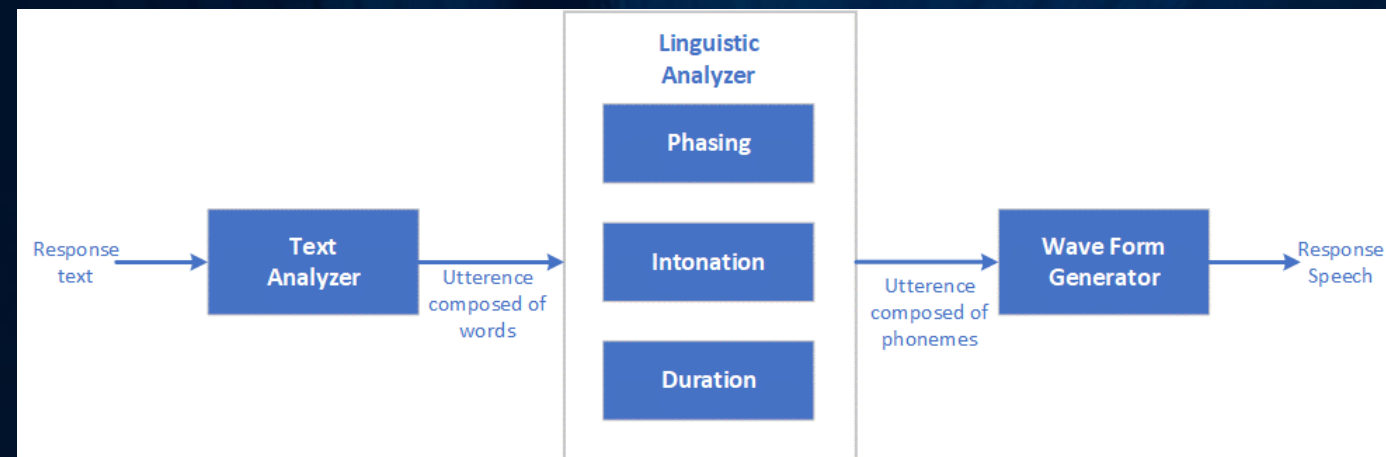 Response
text
Text
Analyzer
Utterence
composed of
words
Linguistic
Analyzer
Phasing
Intonation
Duration
Utterence
composed of
phonemes
Wave Form
Generator
Response
Speech